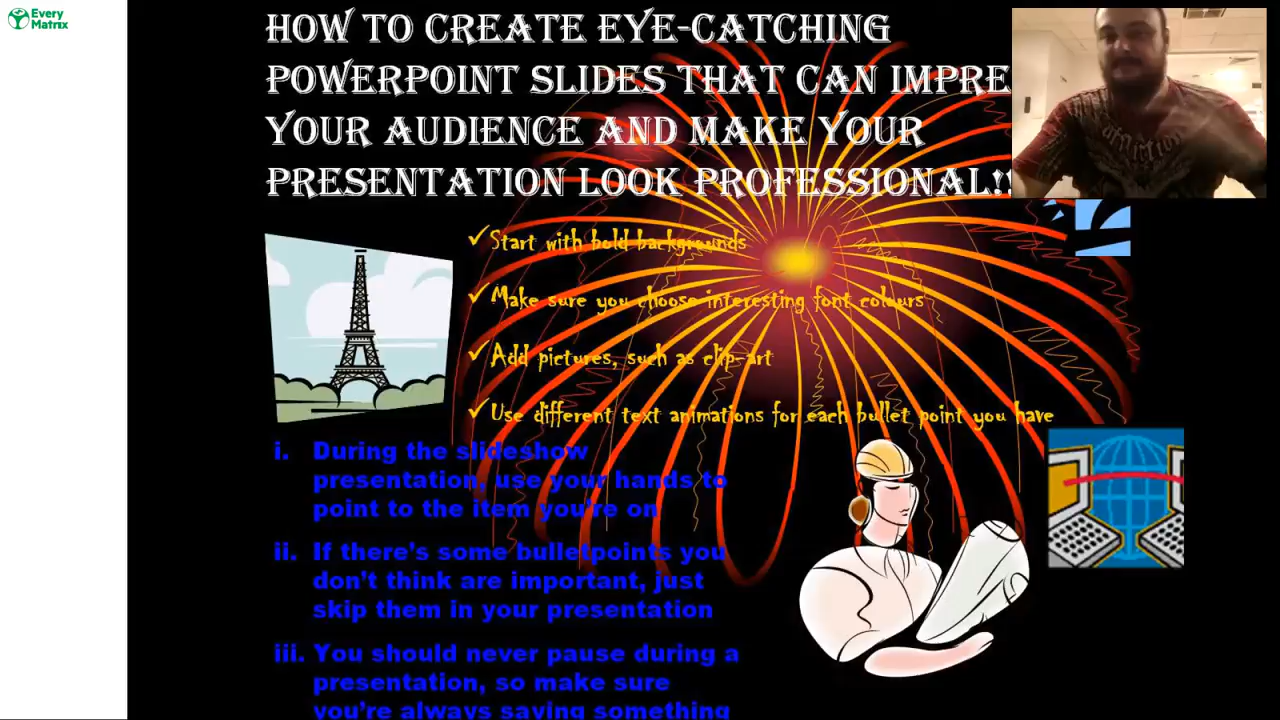 Every
Matrix
HOW TO CREATE EYE-CATCHING
POWERPOINT SLIDES THAT CAN IMPRE
YOUR AUDIENCE AND MAKE YOUR
PRESENTATION LOOK PROFESSIONAL!!
✓Start with bold backgrounds
✓Make sure you choose interesting font colours
✓Add pictures, such as clip-art
✓Use different text animations for each bullet point you have
i. During the slideshow
presentation, use your hands to
point to the item you're on
ii. If there's some bulletpoints you
don't think are important, just
skip them in your presentation
iii. You should never pause during a
presentation, so make sure
you're always saying something